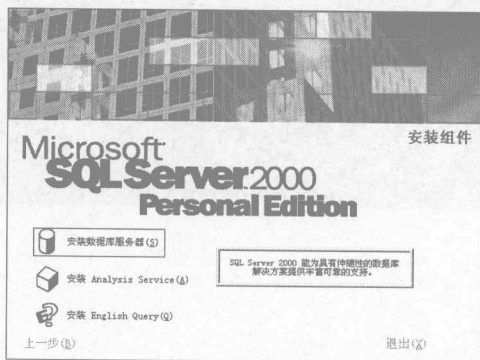 安装组件
Microsoft
SQL Server 2000
Personal Edition
安装数据库服务器(S)
SQL Server 2000 能为具有伸缩性的数据库
解决方案提供丰富可靠的支持。
安装 Analysis Service(A)
安装 English Query(Q)
上一步(B)
退出(X)